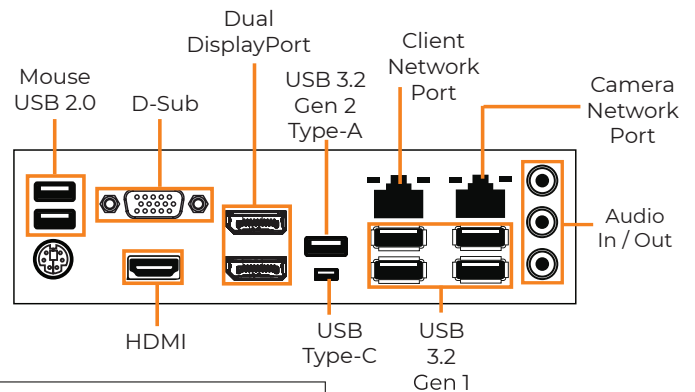 Dual
DisplayPort
Client
Network
Port
Mouse
USB 2.0
D-Sub
USB 3.2
Gen 2
Type-A
Camera
Network
Port
Audio
In / Out
HDMI
USB
Type-C
USB
3.2
Gen 1